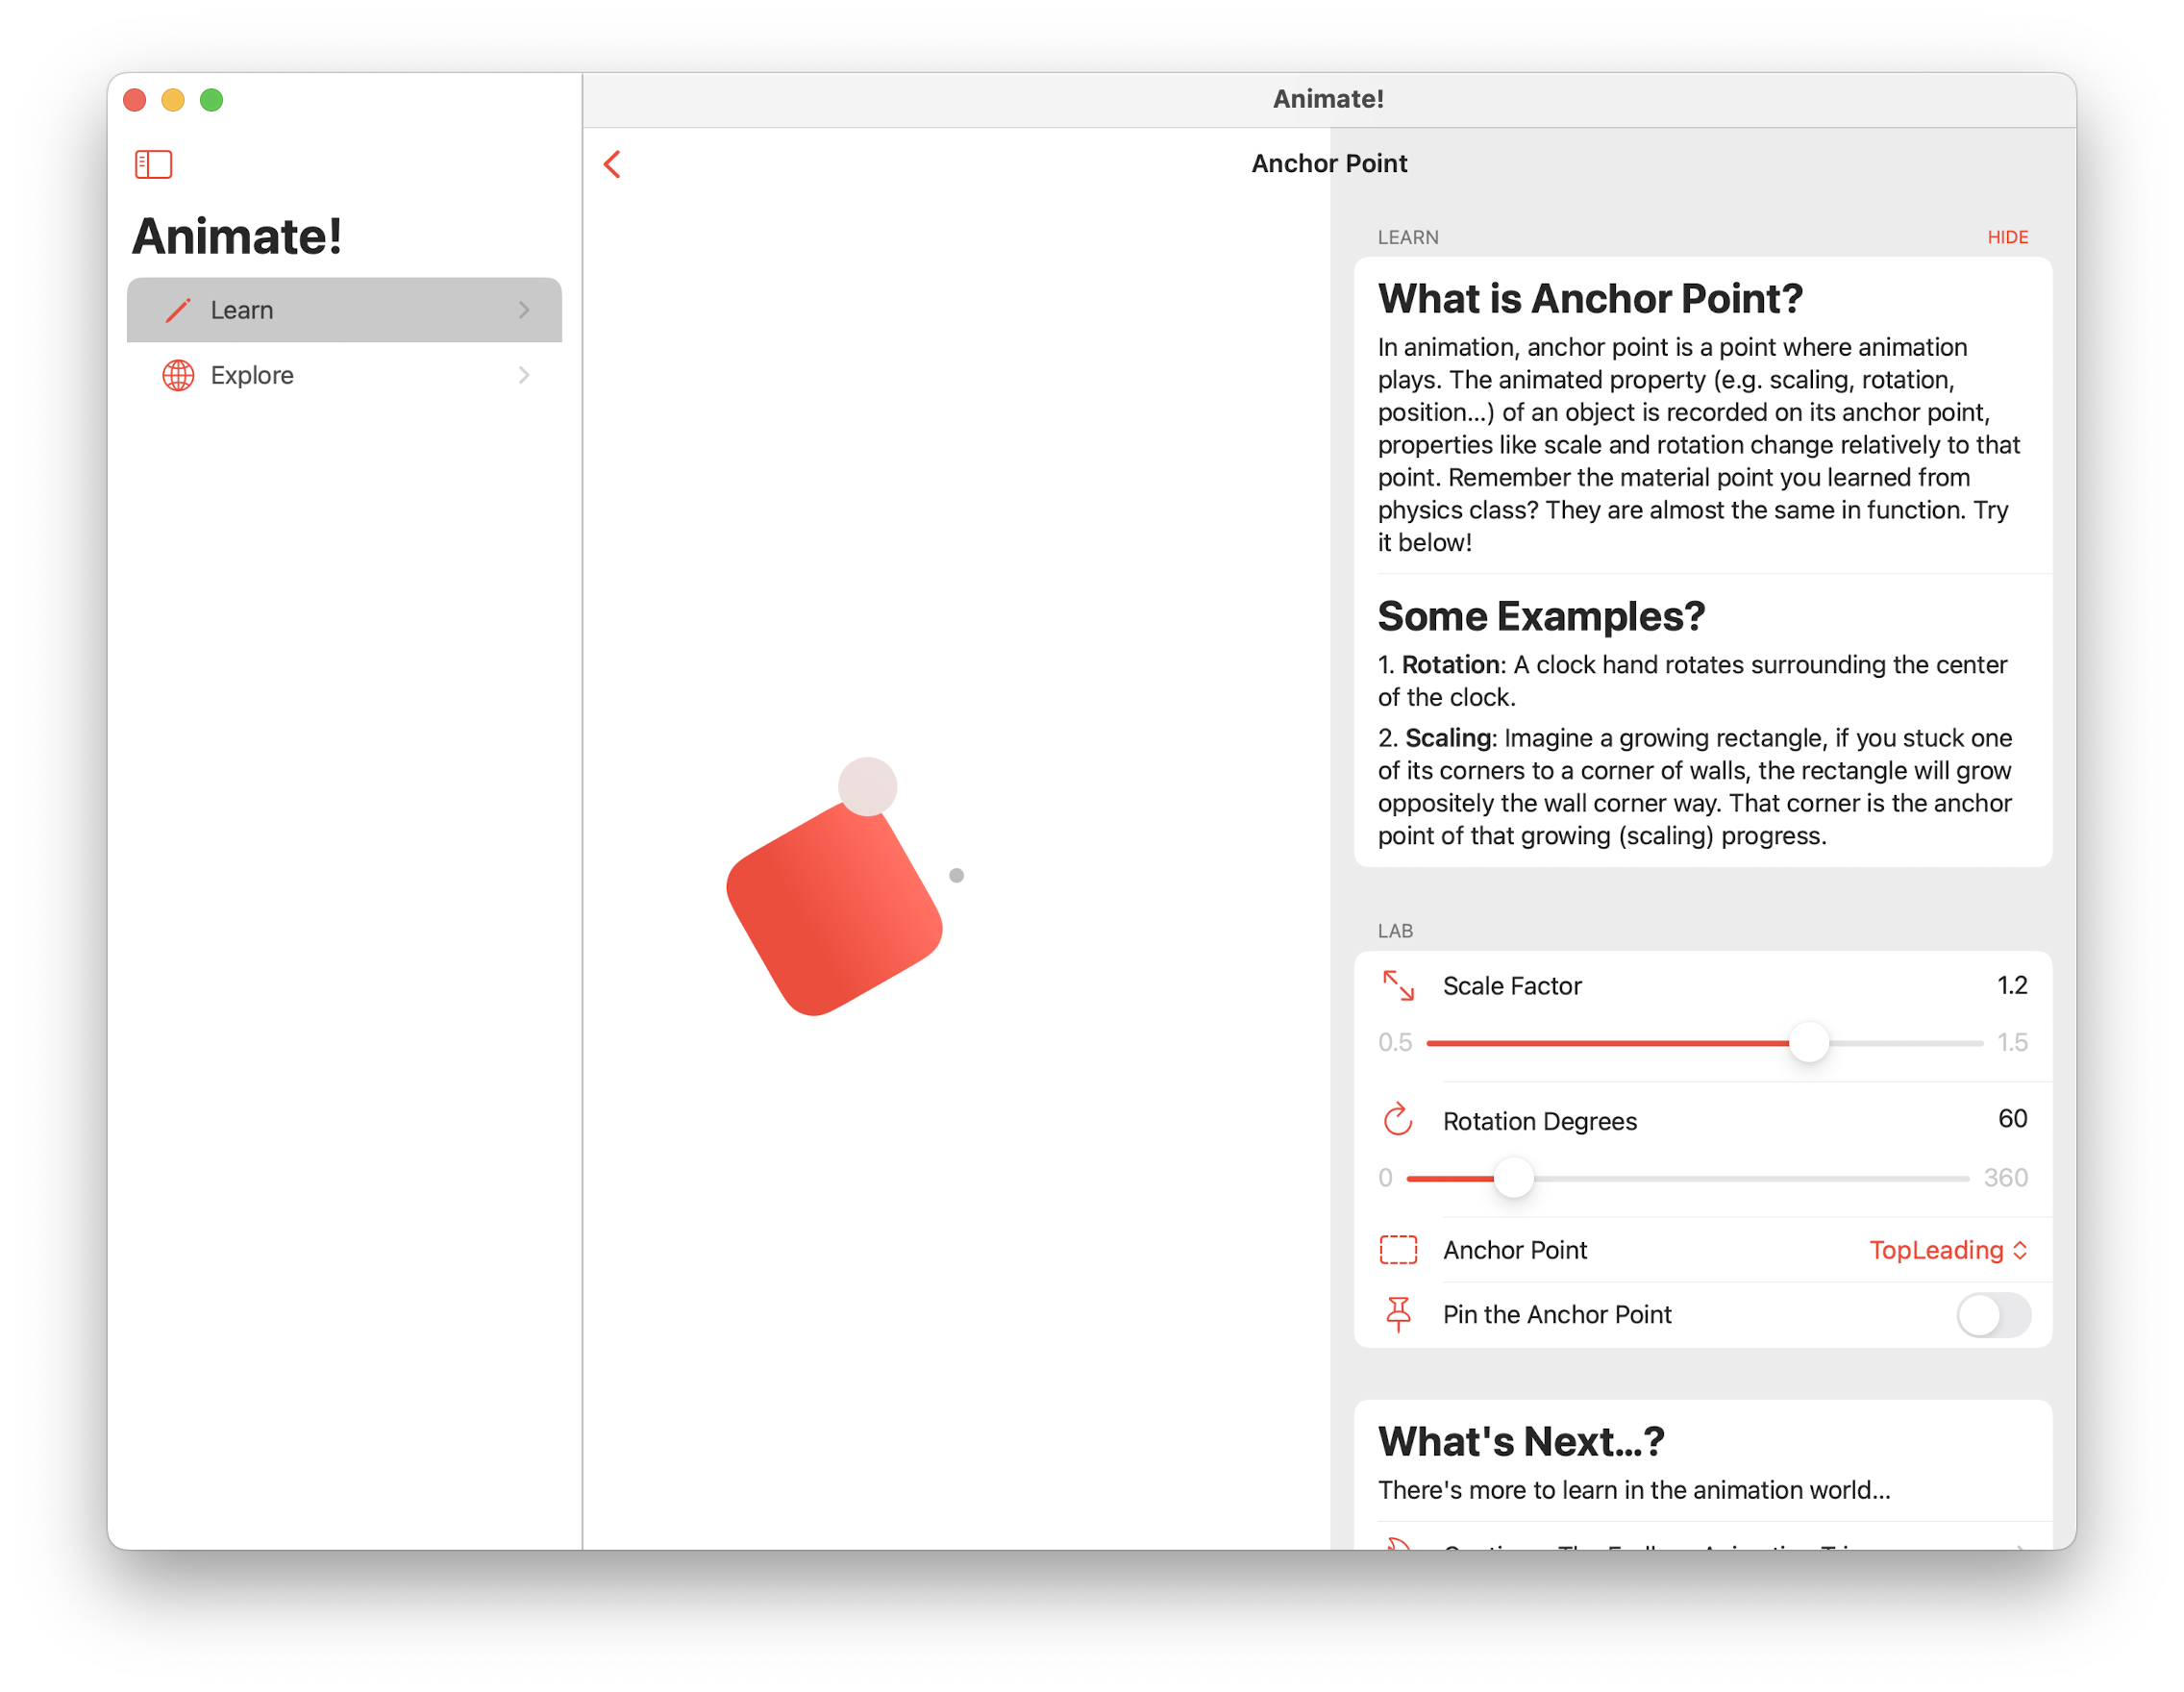 Animate!
Animate!
Learn
Explore
Anchor Point
LEARN
HIDE
What is Anchor Point?
In animation, anchor point is a point where animation
plays. The animated property (e.g. scaling, rotation,
position...) of an object is recorded on its anchor point,
properties like scale and rotation change relatively to that
point. Remember the material point you learned from
physics class? They are almost the same in function. Try
it below!
Some Examples?
1. Rotation: A clock hand rotates surrounding the center
of the clock.
2. Scaling: Imagine a growing rectangle, if you stuck one
of its corners to a corner of walls, the rectangle will grow
oppositely the wall corner way. That corner is the anchor
point of that growing (scaling) progress.
LAB
Scale Factor 1.2
0.5 1.5
Rotation Degrees 60
0 360
Anchor Point TopLeading
Pin the Anchor Point
What's Next...?
There's more to learn in the animation world...